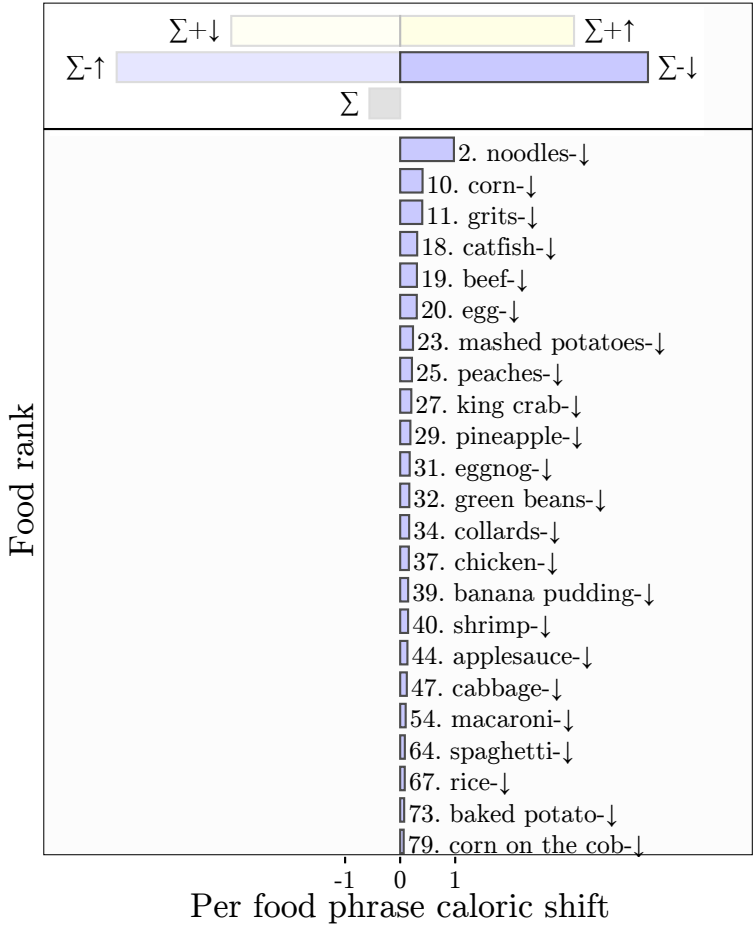 ∑+↓ ∑+↑
∑-↑ ∑-↓
∑
2. noodles-↓
10. corn-↓
11. grits-↓
18. catfish-↓
19. beef-↓
20. egg-↓
23. mashed potatoes-↓
25. peaches-↓
27. king crab-↓
29. pineapple-↓
31. eggnog-↓
32. green beans-↓
34. collards-↓
37. chicken-↓
39. banana pudding-↓
40. shrimp-↓
44. applesauce-↓
47. cabbage-↓
54. macaroni-↓
64. spaghetti-↓
67. rice-↓
73. baked potato-↓
79. corn on the cob-↓
Food rank
-1 0 1
Per food phrase caloric shift